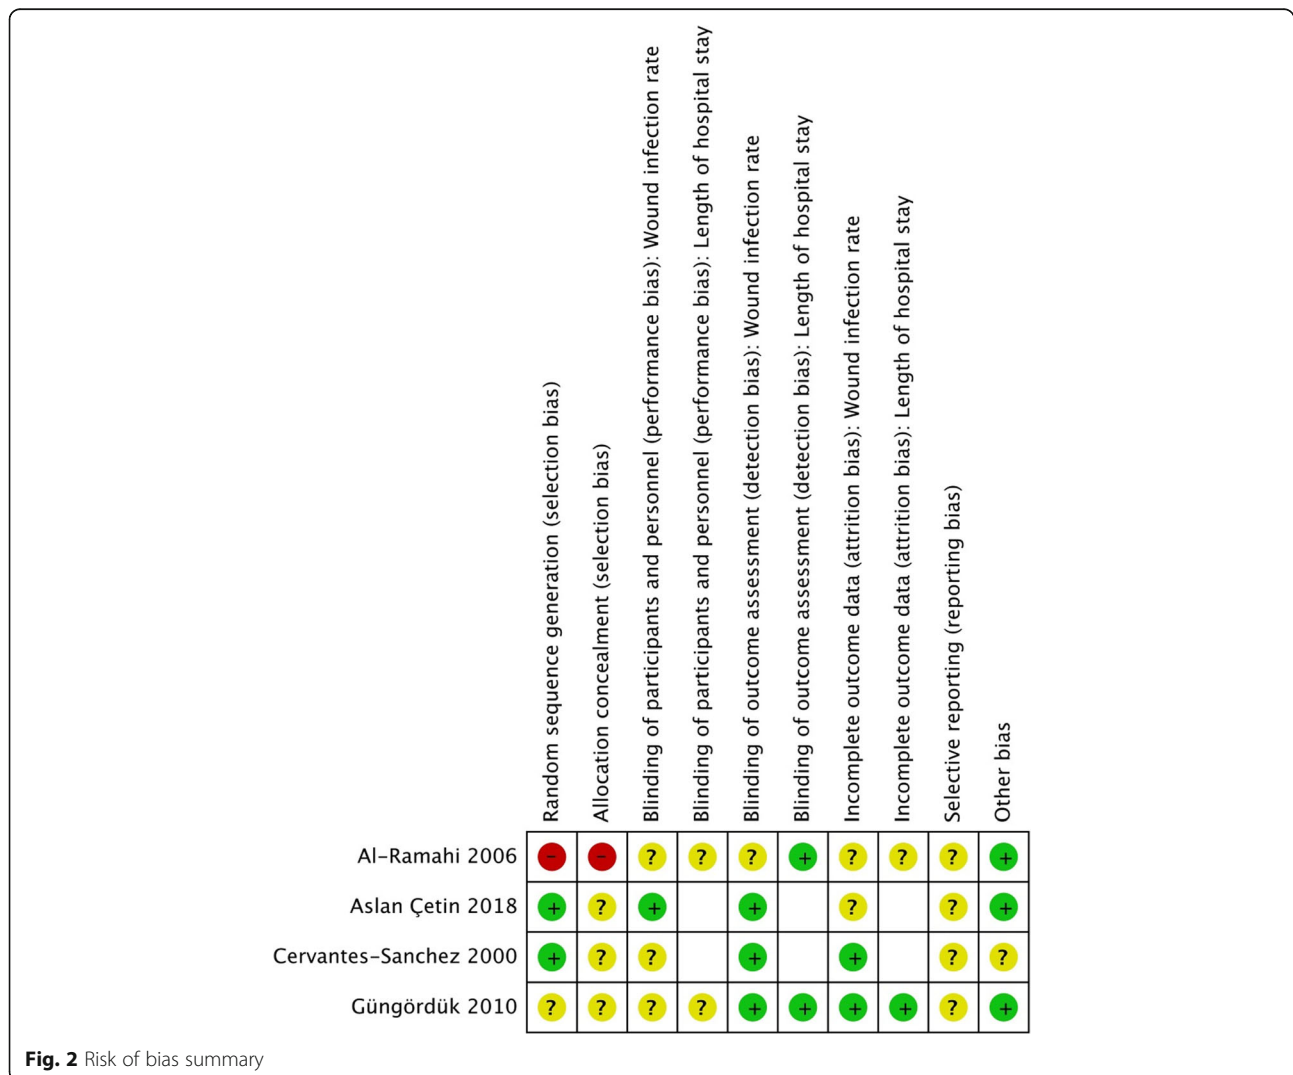 Random sequence generation (selection bias)
Allocation concealment (selection bias)
Blinding of participants and personnel (performance bias): Wound infection rate
Blinding of participants and personnel (performance bias): Length of hospital stay
Blinding of outcome assessment (detection bias): Wound infection rate
Blinding of outcome assessment (detection bias): Length of hospital stay
Incomplete outcome data (attrition bias): Wound infection rate
Incomplete outcome data (attrition bias): Length of hospital stay
Selective reporting (reporting bias)
Other bias
Al-Ramahi 2006 - - ? ? ? + ? ? ? +
Aslan Çetin 2018 + ? + + ? ? +
Cervantes-Sanchez 2000 + ? ? + + ? ?
Güngördük 2010 ? ? ? ? + + + + ? +
Fig. 2 Risk of bias summary